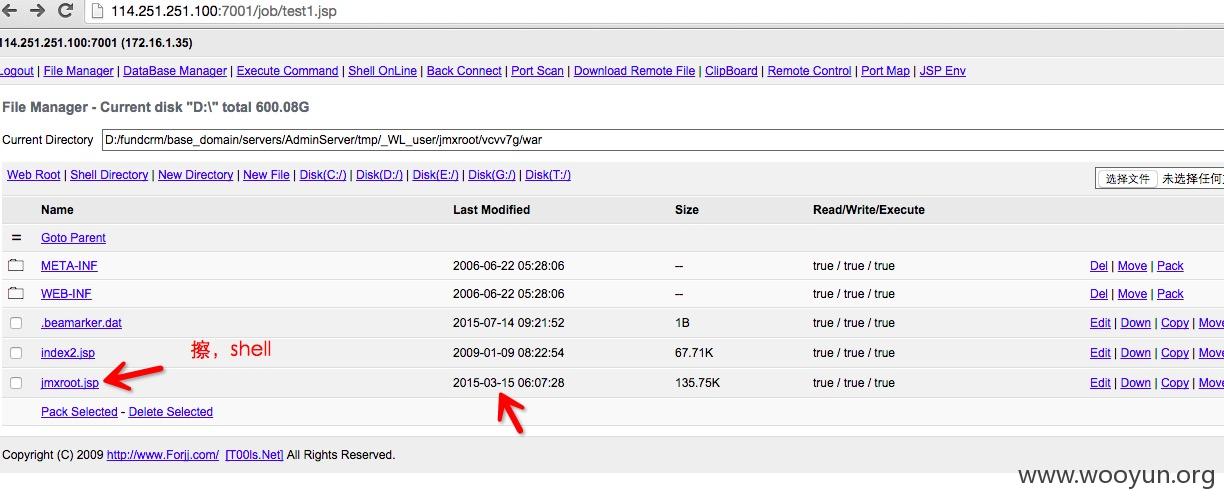 114.251.251.100:7001/job/test1.jsp
114.251.251.100:7001 (172.16.1.35)
Logout | File Manager | DataBase Manager | Execute Command | Shell OnLine | Back Connect | Port Scan | Download Remote File | ClipBoard | Remote Control | Port Map | JSP Env
File Manager - Current disk "D:\" total 600.08G
Current Directory D:/fundcrm/base_domain/servers/AdminServer/tmp/_WL_user/jmxroot/vcvv7g/war
Web Root | Shell Directory | New Directory | New File | Disk(C:/) | Disk(D:/) | Disk(E:/) | Disk(G:/) | Disk(T:/) 选择文件 未选择任何
Name Last Modified Size Read/Write/Execute
= Goto Parent
META-INF 2006-06-22 05:28:06 -- true / true / true Del | Move | Pack
WEB-INF 2006-06-22 05:28:06 -- true / true / true Del | Move | Pack
.beamarker.dat 2015-07-14 09:21:52 1B true / true / true Edit | Down | Copy | Move
index2.jsp 2009-01-09 08:22:54 67.71K true / true / true Edit | Down | Copy | Move
擦，shell
jmxroot.jsp 2015-03-15 06:07:28 135.75K true / true / true Edit | Down | Copy | Move
Pack Selected - Delete Selected
Copyright (C) 2009 http://www.Forjj.com/ [T00ls.Net] All Rights Reserved.
www.wooyun.org